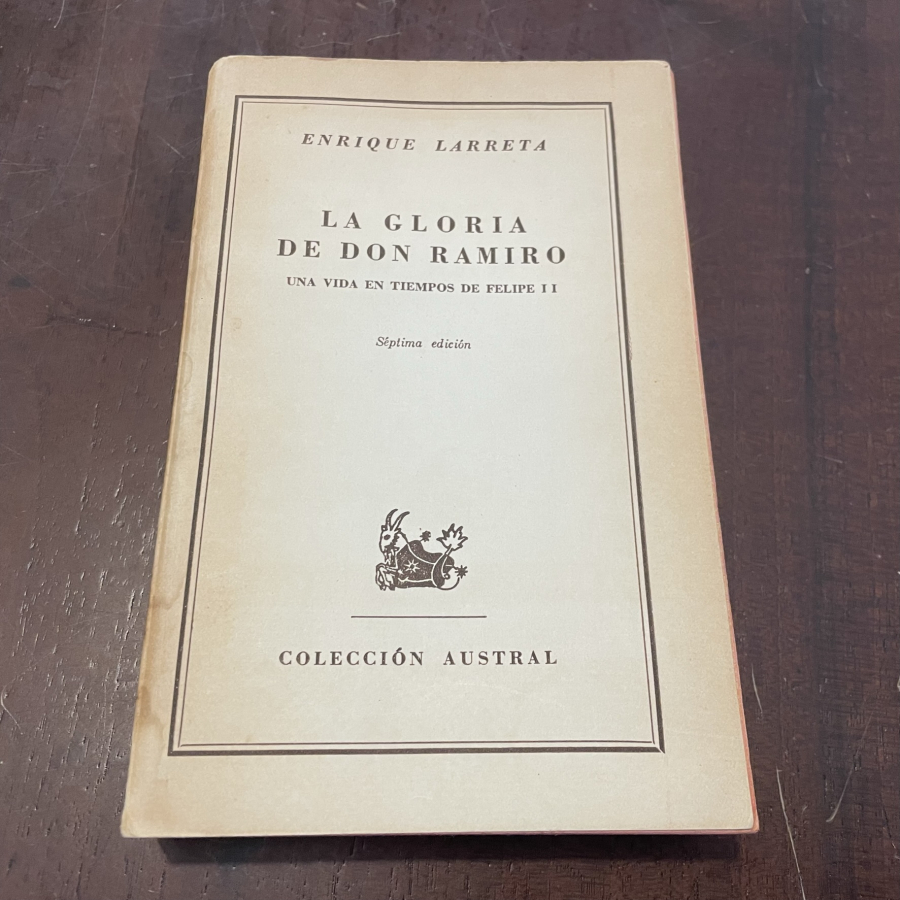 ENRIQUE LARRETA
LA GLORIA
DE DON RAMIRO
UNA VIDA EN TIEMPOS DE FELIPE II
Séptima edición
COLECCIÓN AUSTRAL